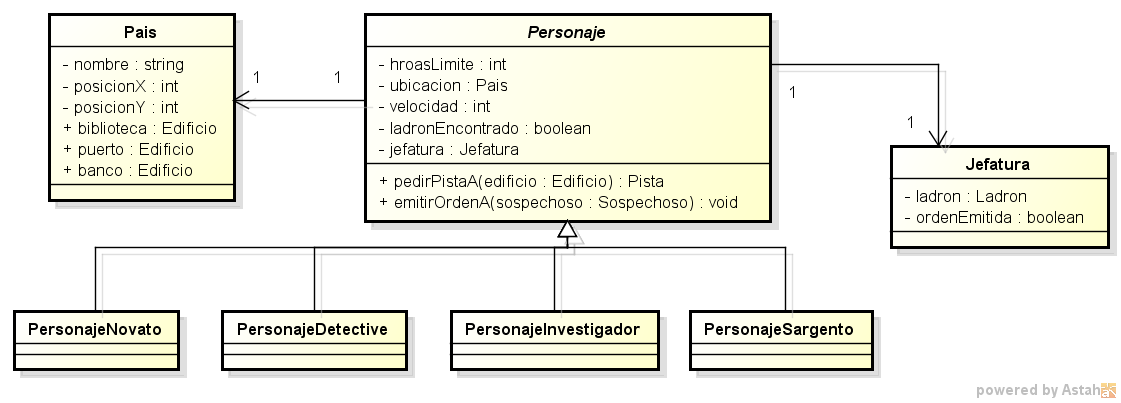 Pais
- nombre : string
- posicionX : int
- posicionY : int
+ biblioteca : Edificio
+ puerto : Edificio
+ banco : Edificio
1
1
Personaje
- hroasLimite : int
- ubicacion : Pais
- velocidad : int
- ladronEncontrado : boolean
- jefatura : Jefatura
+ pedirPistaA(edificio : Edificio) : Pista
+ emitirOrdenA(sospechoso : Sospechoso) : void
1
1
Jefatura
- ladron : Ladron
- ordenEmitida : boolean
PersonajeNovato
PersonajeDetective
PersonajeInvestigador
PersonajeSargento
powered by Astah